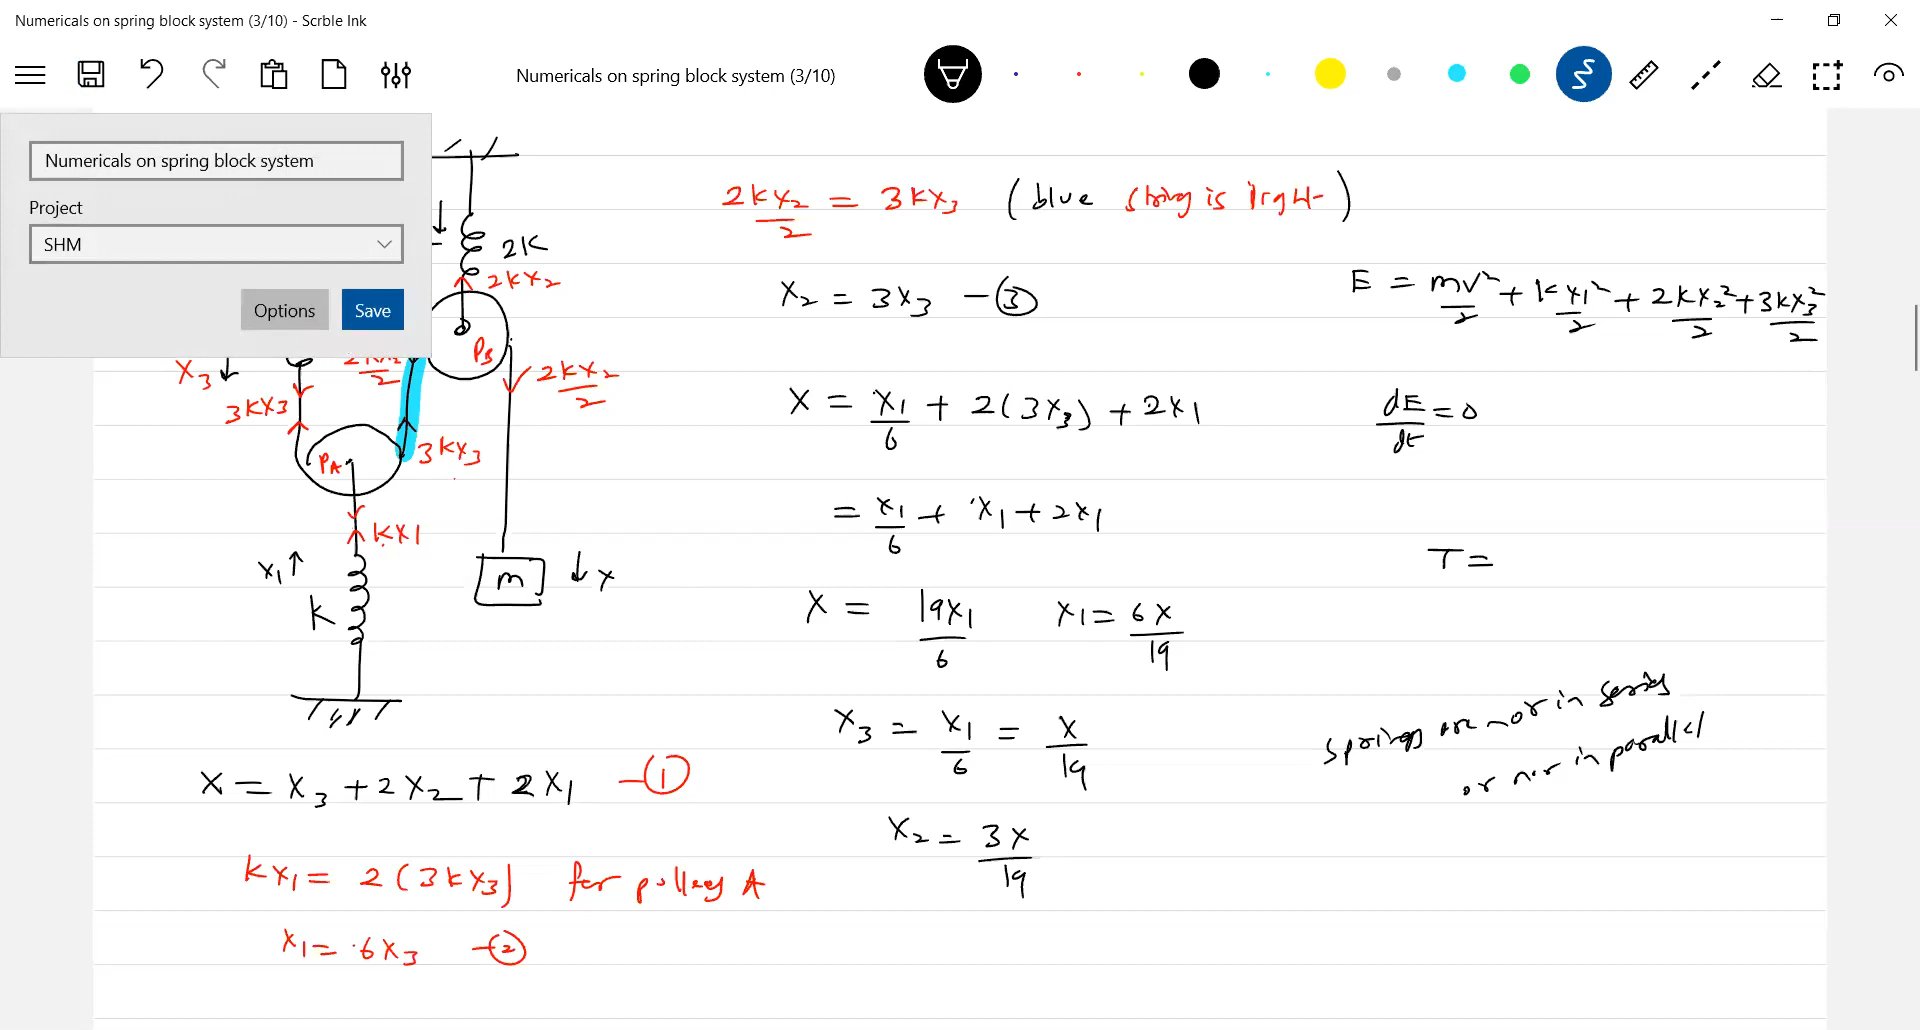 Numericals on spring block system (3/10) - Scrble Ink
Numericals on spring block system (3/10)
Numericals on spring block system
Project
SHM
Options
Save
2K
2Kx₂
P_B
x₃ ↓
2Kx₂/2
2Kx₂/2
3Kx₃
P_A
3Kx₃
Kx1
x₁ ↑
K
m ↓ x
x = x₃ + 2x₂ + 2x₁ —①
Kx₁ = 2(3Kx₃) for pulley A
x₁ = 6x₃ —②
2Kx₂/2 = 3Kx₃ (blue string is light)
x₂ = 3x₃ —③
x = x₁/6 + 2(3x₃) + 2x1
= x₁/6 + x₁ + 2x₁
x = 19x₁/6 x₁ = 6x/19
x₃ = x₁/6 = x/19
x₂ = 3x/19
E = mv²/2 + Kx₁²/2 + 2Kx₂²/2 + 3Kx₃²/2
dE/dt = 0
T =
springs are not in series
or nor in parallel